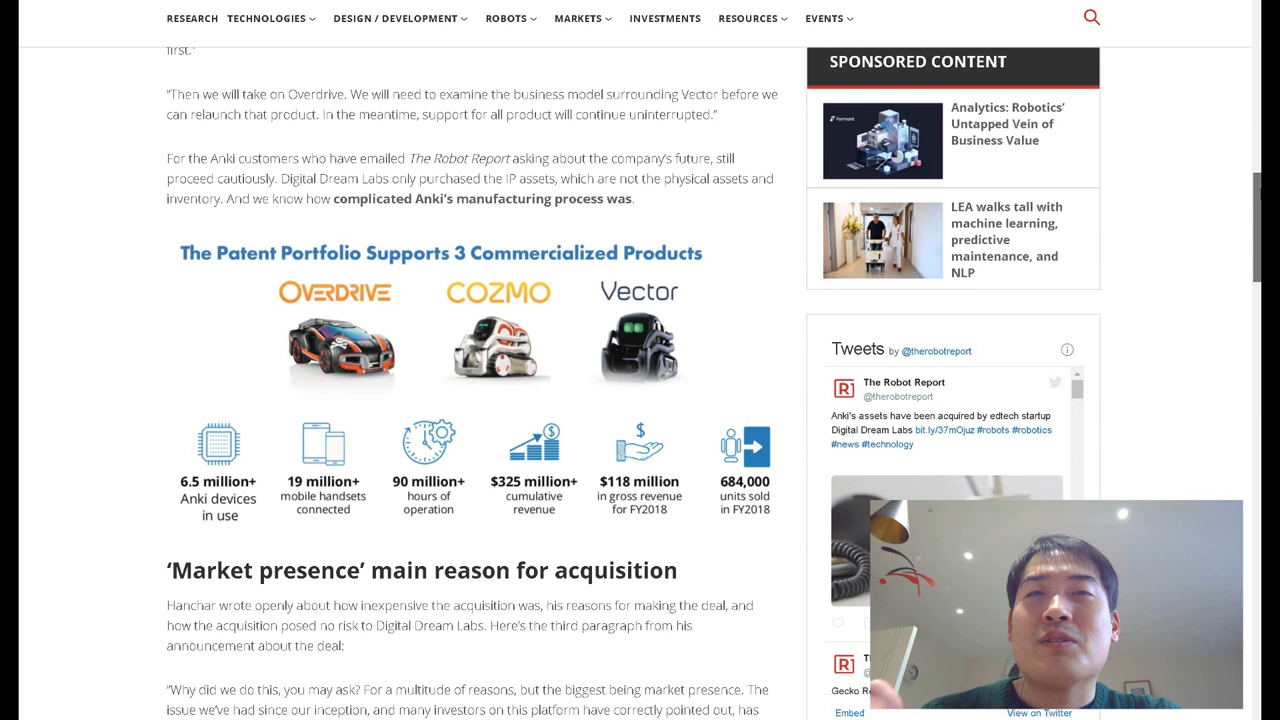 RESEARCH TECHNOLOGIES DESIGN / DEVELOPMENT ROBOTS MARKETS INVESTMENTS RESOURCES EVENTS
first.”
“Then we will take on Overdrive. We will need to examine the business model surrounding Vector before we
can relaunch that product. In the meantime, support for all product will continue uninterrupted.”
For the Anki customers who have emailed The Robot Report asking about the company’s future, still
proceed cautiously. Digital Dream Labs only purchased the IP assets, which are not the physical assets and
inventory. And we know how complicated Anki’s manufacturing process was.
The Patent Portfolio Supports 3 Commercialized Products
OVERDRIVE COZMO Vector
6.5 million+ 19 million+ 90 million+ $325 million+ $118 million 684,000
Anki devices mobile handsets hours of cumulative in gross revenue units sold
in use connected operation revenue for FY2018 in FY2018
‘Market presence’ main reason for acquisition
Hanchar wrote openly about how inexpensive the acquisition was, his reasons for making the deal, and
how the acquisition posed no risk to Digital Dream Labs. Here’s the third paragraph from his
announcement about the deal:
“Why did we do this, you may ask? For a multitude of reasons, but the biggest being market presence. The
issue we’ve had since our inception, and many investors on this platform have correctly pointed out, has
SPONSORED CONTENT
Formant
Analytics: Robotics’
Untapped Vein of
Business Value
LEA walks tall with
machine learning,
predictive
maintenance, and
NLP
Tweets by @therobotreport
The Robot Report
@therobotreport
Anki's assets have been acquired by edtech startup
Digital Dream Labs bit.ly/37mOjuz #robots #robotics
#news #technology
Gecko
Embed View on Twitter